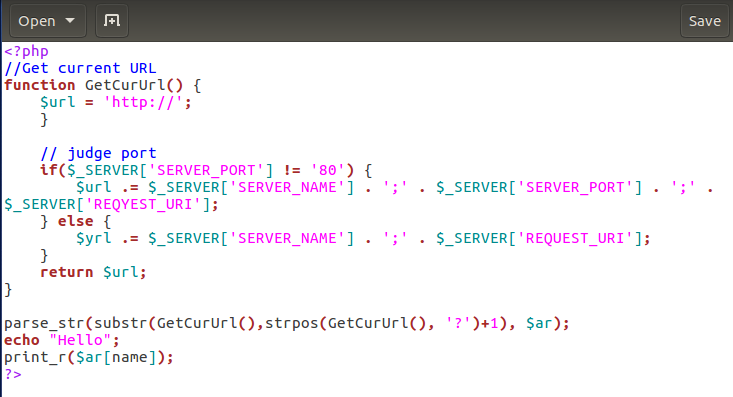 Open
Save
<?php
//Get current URL
function GetCurUrl() {
    $url = 'http://';
    }

    // judge port
    if($_SERVER['SERVER_PORT'] != '80') {
        $url .= $_SERVER['SERVER_NAME'] . ';' . $_SERVER['SERVER_PORT'] . ';' .
$_SERVER['REQYEST_URI'];
    } else {
        $yrl .= $_SERVER['SERVER_NAME'] . ';' . $_SERVER['REQUEST_URI'];
    }
    return $url;
}

parse_str(substr(GetCurUrl(),strpos(GetCurUrl(), '?')+1), $ar);
echo "Hello";
print_r($ar[name]);
?>